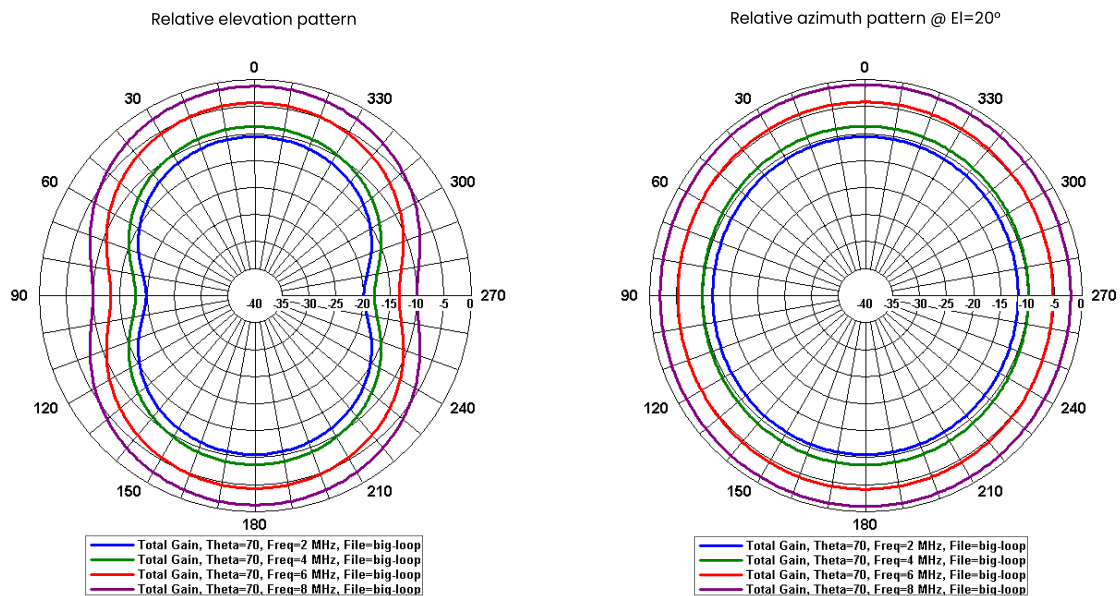 Relative elevation pattern
0
30
330
60
300
90
-40 -35 -30 -25 -20 -15 -10 -5 0
270
120
240
150
210
180
Total Gain, Theta=70, Freq=2 MHz, File=big-loop
Total Gain, Theta=70, Freq=4 MHz, File=big-loop
Total Gain, Theta=70, Freq=6 MHz, File=big-loop
Total Gain, Theta=70, Freq=8 MHz, File=big-loop
Relative azimuth pattern @ El=20°
0
30
330
60
300
90
-40 -35 -30 -25 -20 -15 -10 -5 0
270
120
240
150
210
180
Total Gain, Theta=70, Freq=2 MHz, File=big-loop
Total Gain, Theta=70, Freq=4 MHz, File=big-loop
Total Gain, Theta=70, Freq=6 MHz, File=big-loop
Total Gain, Theta=70, Freq=8 MHz, File=big-loop